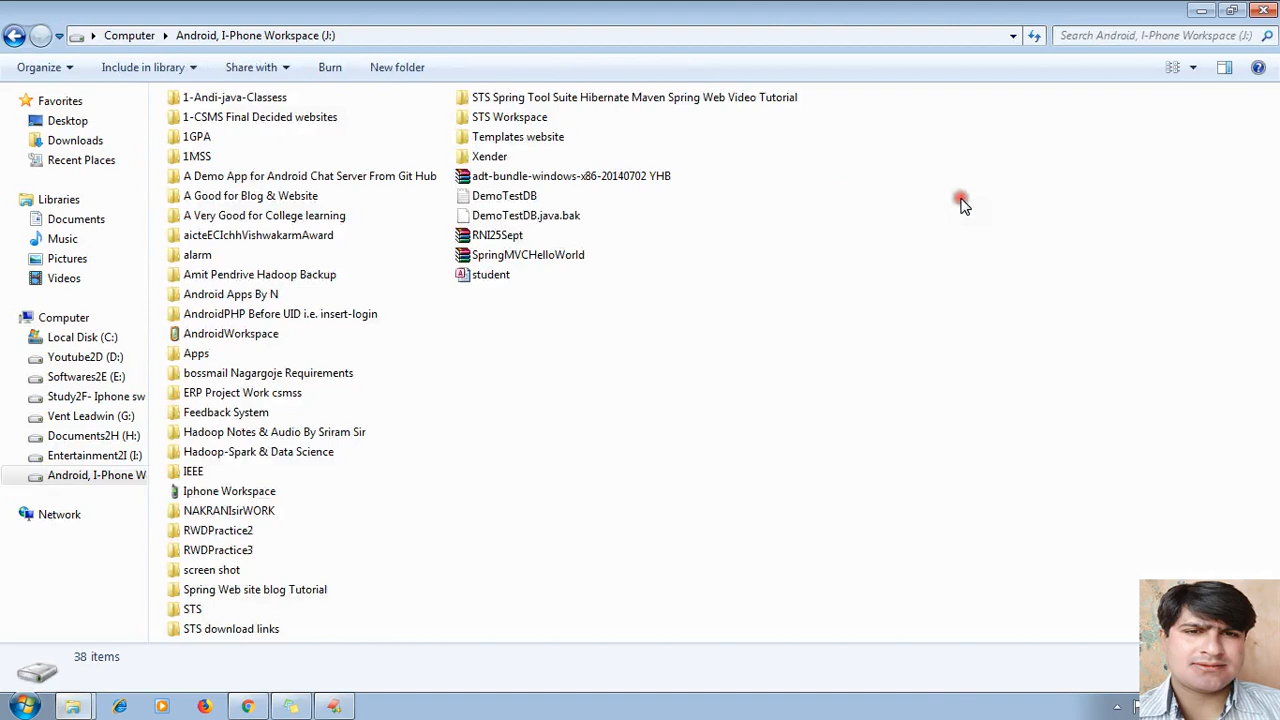 Computer
Android, I-Phone Workspace (J:)
Search Android, I-Phone Workspace (J:)
Organize
Include in library
Share with
Burn
New folder
Favorites
Desktop
Downloads
Recent Places
Libraries
Documents
Music
Pictures
Videos
Computer
Local Disk (C:)
Youtube2D (D:)
Softwares2E (E:)
Study2F- Iphone sw
Vent Leadwin (G:)
Documents2H (H:)
Entertainment2I (I:)
Android, I-Phone W
Network
1-Andi-java-Classess
1-CSMS Final Decided websites
1GPA
1MSS
A Demo App for Android Chat Server From Git Hub
A Good for Blog & Website
A Very Good for College learning
aicteECIchhVishwakarmAward
alarm
Amit Pendrive Hadoop Backup
Android Apps By N
AndroidPHP Before UID i.e. insert-login
AndroidWorkspace
Apps
bossmail Nagargoje Requirements
ERP Project Work csmss
Feedback System
Hadoop Notes & Audio By Sriram Sir
Hadoop-Spark & Data Science
IEEE
Iphone Workspace
NAKRANIsirWORK
RWDPractice2
RWDPractice3
screen shot
Spring Web site blog Tutorial
STS
STS download links
STS Spring Tool Suite Hibernate Maven Spring Web Video Tutorial
STS Workspace
Templates website
Xender
adt-bundle-windows-x86-20140702 YHB
DemoTestDB
DemoTestDB.java.bak
RNI25Sept
SpringMVCHelloWorld
student
38 items